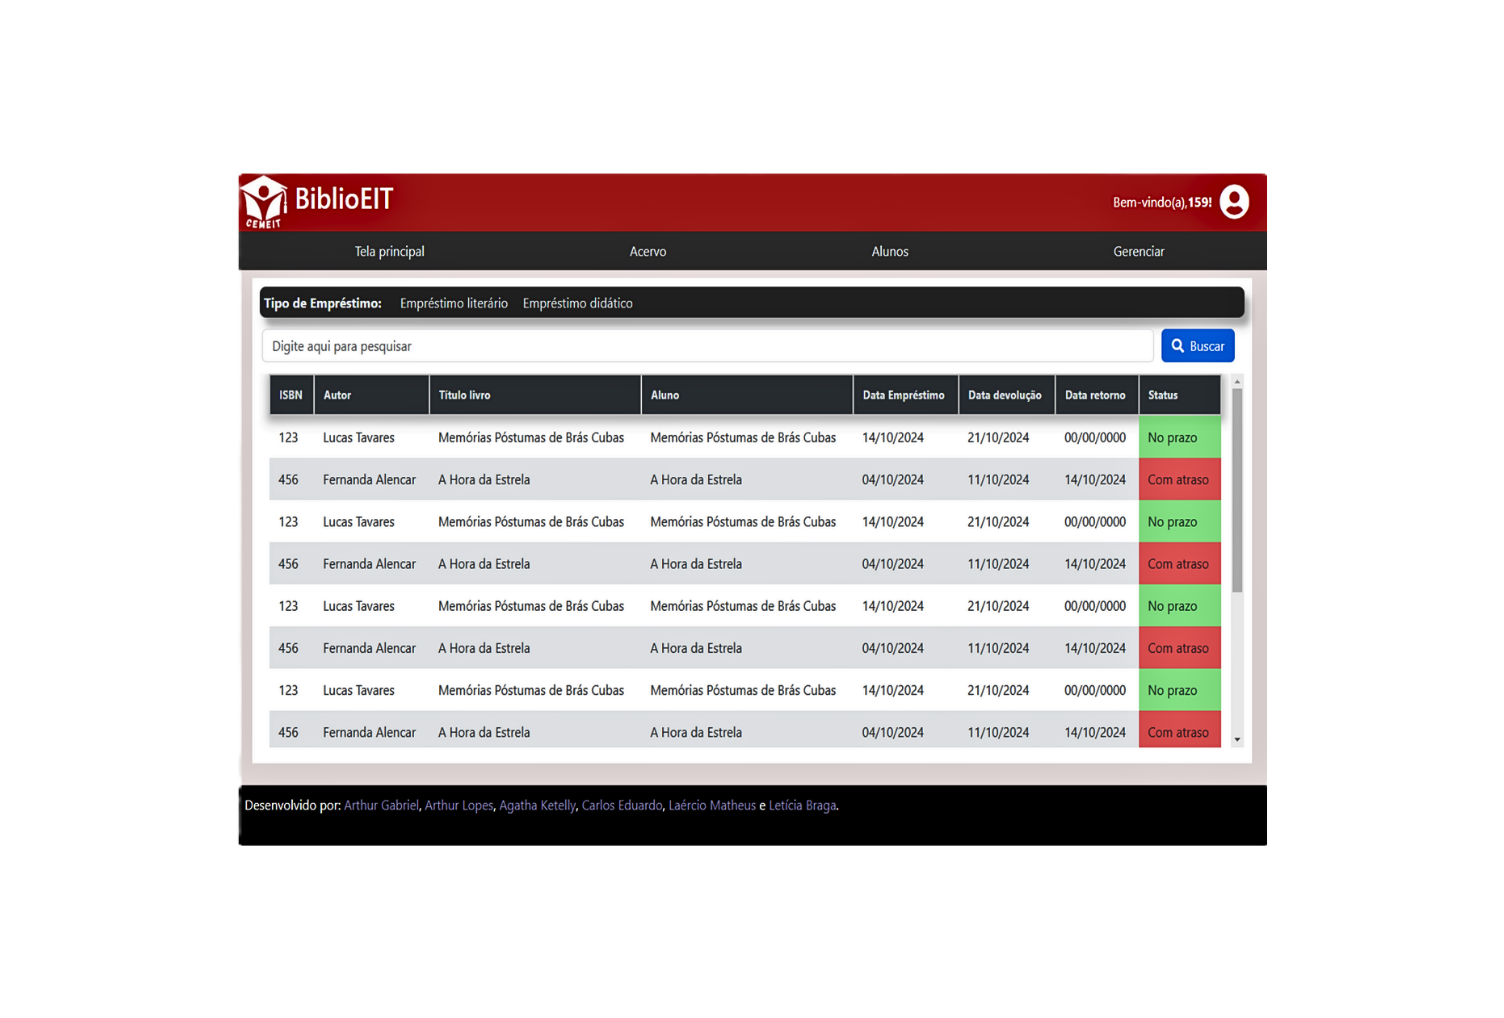 BiblioEIT
CEMEIT
Bem-vindo(a),159!
Tela principal Acervo Alunos Gerenciar
Tipo de Empréstimo: Empréstimo literário Empréstimo didático
Digite aqui para pesquisar Buscar
ISBN Autor Título livro Aluno Data Empréstimo Data devolução Data retorno Status
123 Lucas Tavares Memórias Póstumas de Brás Cubas Memórias Póstumas de Brás Cubas 14/10/2024 21/10/2024 00/00/0000 No prazo
456 Fernanda Alencar A Hora da Estrela A Hora da Estrela 04/10/2024 11/10/2024 14/10/2024 Com atraso
123 Lucas Tavares Memórias Póstumas de Brás Cubas Memórias Póstumas de Brás Cubas 14/10/2024 21/10/2024 00/00/0000 No prazo
456 Fernanda Alencar A Hora da Estrela A Hora da Estrela 04/10/2024 11/10/2024 14/10/2024 Com atraso
123 Lucas Tavares Memórias Póstumas de Brás Cubas Memórias Póstumas de Brás Cubas 14/10/2024 21/10/2024 00/00/0000 No prazo
456 Fernanda Alencar A Hora da Estrela A Hora da Estrela 04/10/2024 11/10/2024 14/10/2024 Com atraso
123 Lucas Tavares Memórias Póstumas de Brás Cubas Memórias Póstumas de Brás Cubas 14/10/2024 21/10/2024 00/00/0000 No prazo
456 Fernanda Alencar A Hora da Estrela A Hora da Estrela 04/10/2024 11/10/2024 14/10/2024 Com atraso
Desenvolvido por: Arthur Gabriel, Arthur Lopes, Agatha Ketelly, Carlos Eduardo, Laércio Matheus e Letícia Braga.